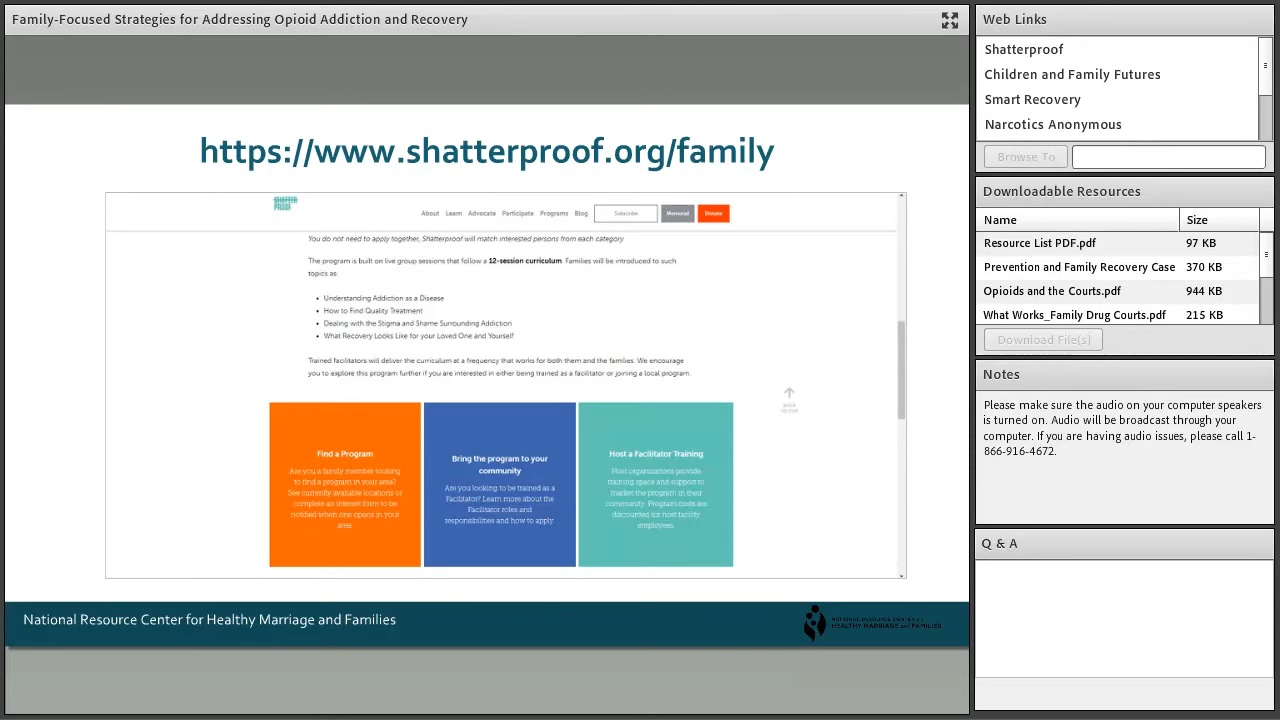 Family-Focused Strategies for Addressing Opioid Addiction and Recovery
https://www.shatterproof.org/family
SHATTER
PROOF
About Learn Advocate Participate Programs Blog Subscribe Memorial Donate
You do not need to apply together, Shatterproof will match interested persons from each category.
The program is built on live group sessions that follow a 12-session curriculum. Families will be introduced to such
topics as:
• Understanding Addiction as a Disease
• How to Find Quality Treatment
• Dealing with the Stigma and Shame Surrounding Addiction
• What Recovery Looks Like for your Loved One and Yourself
Trained facilitators will deliver the curriculum at a frequency that works for both them and the families. We encourage
you to explore this program further if you are interested in either being trained as a facilitator or joining a local program.
BACK
TO TOP
Find a Program
Are you a family member looking
to find a program in your area?
See currently available locations or
complete an interest form to be
notified when one opens in your
area.
Bring the program to your
community
Are you looking to be trained as a
Facilitator? Learn more about the
Facilitator roles and
responsibilities and how to apply.
Host a Facilitator Training
Host organizations provide
training space and support to
market the program in their
community. Program costs are
discounted for host facility
employees.
National Resource Center for Healthy Marriage and Families
NATIONAL RESOURCE CENTER for
HEALTHY MARRIAGE and FAMILIES
Web Links
Shatterproof
Children and Family Futures
Smart Recovery
Narcotics Anonymous
Browse To
Downloadable Resources
Name Size
Resource List PDF.pdf 97 KB
Prevention and Family Recovery Case 370 KB
Opioids and the Courts.pdf 944 KB
What Works_Family Drug Courts.pdf 215 KB
Download File(s)
Notes
Please make sure the audio on your computer speakers
is turned on. Audio will be broadcast through your
computer. If you are having audio issues, please call 1-
866-916-4672.
Q & A